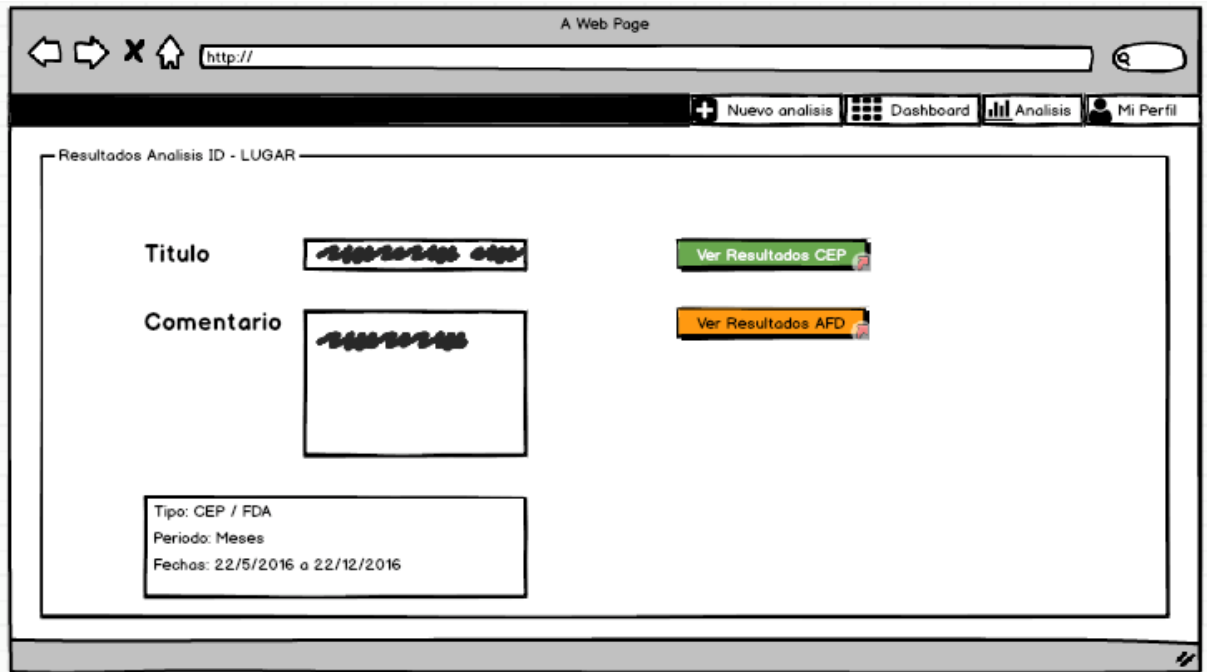 A Web Page
http://
Nuevo analisis Dashboard Analisis Mi Perfil
Resultados Analisis ID - LUGAR
Titulo
Ver Resultados CEP
Comentario
Ver Resultados AFD
Tipo: CEP / FDA
Periodo: Meses
Fechas: 22/5/2016 a 22/12/2016